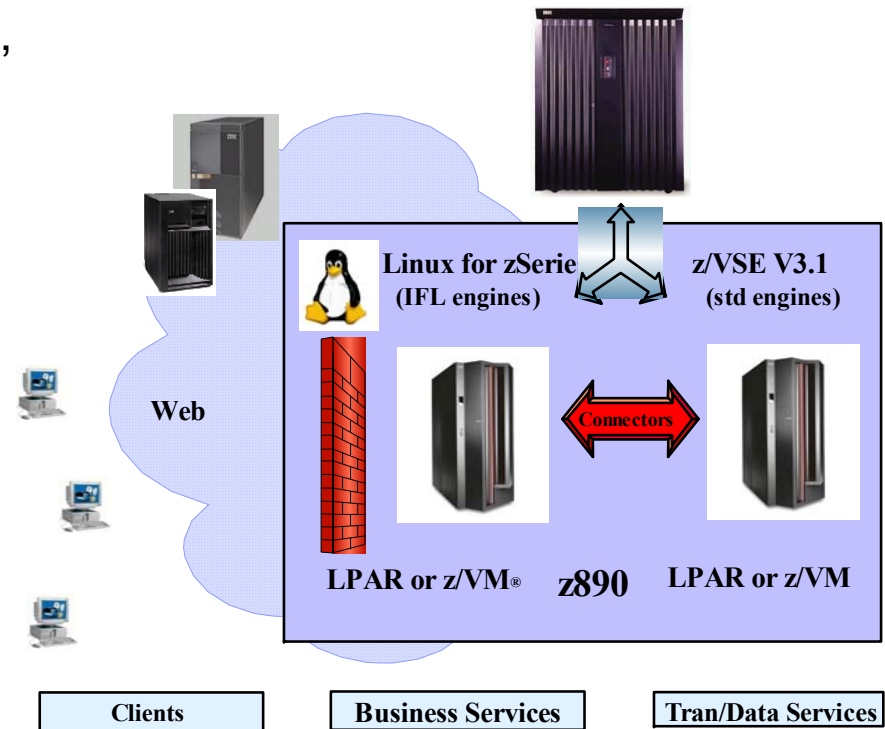 ,
Linux for zSerie
(IFL engines)
z/VSE V3.1
(std engines)
Web
Connectors
LPAR or z/VM®
z890
LPAR or z/VM
Clients
Business Services
Tran/Data Services